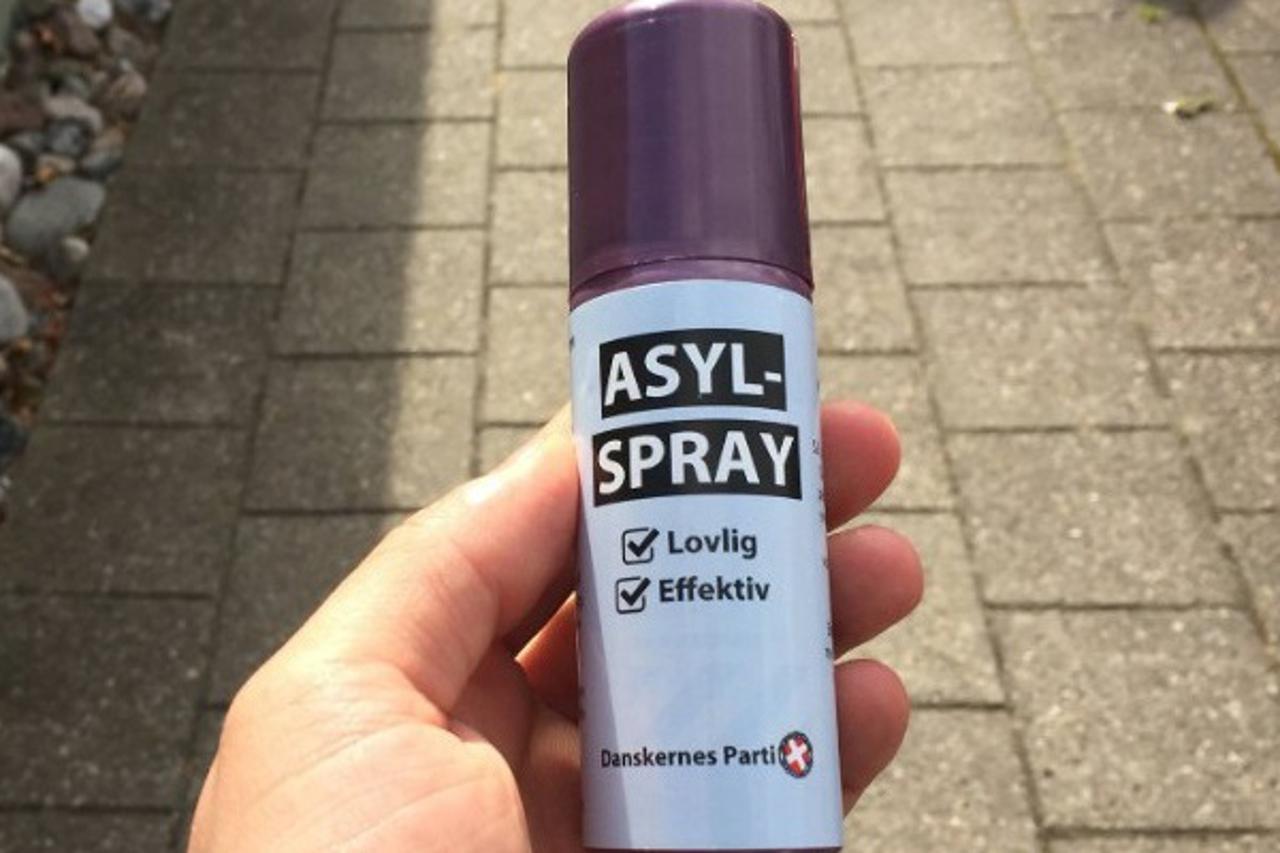 ASYL-
SPRAY
Lovlig
Effektiv
Danskernes Parti